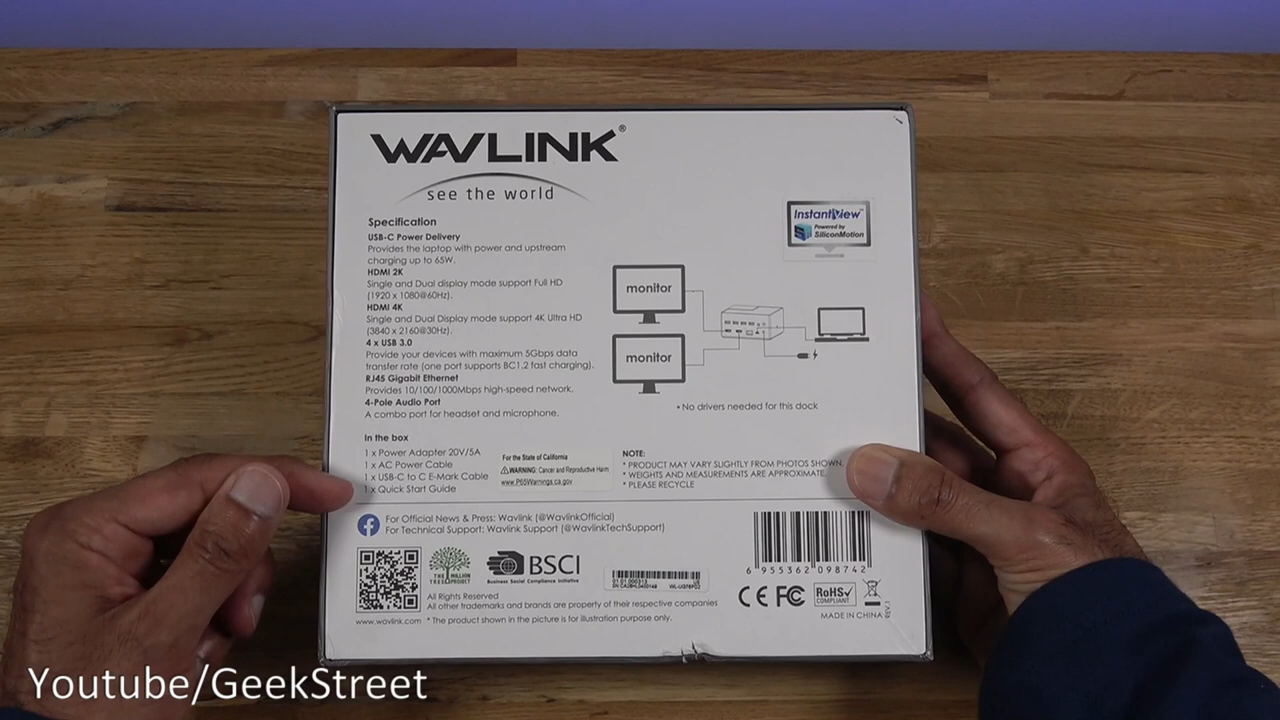 WAVLINK®
see the world
Specification
USB-C Power Delivery
Provides the laptop with power and upstream
charging up to 65W.
HDMI 2K
Single and Dual display mode support Full HD
(1920 x 1080@60Hz).
HDMI 4K
Single and Dual Display mode support 4K Ultra HD
(3840 x 2160@30Hz).
4 x USB 3.0
Provide your devices with maximum 5Gbps data
transfer rate (one port supports BC1.2 fast charging).
RJ45 Gigabit Ethernet
Provides 10/100/1000Mbps high-speed network.
4-Pole Audio Port
A combo port for headset and microphone.
InstantView™
Powered by
SiliconMotion
monitor
monitor
• No drivers needed for this dock
In the box
1 x Power Adapter 20V/5A
1 x AC Power Cable
1 x USB-C to C E-Mark Cable
1 x Quick Start Guide
For the State of California
WARNING: Cancer and Reproductive Harm
www.P65Warnings.ca.gov
NOTE:
* PRODUCT MAY VARY SLIGHTLY FROM PHOTOS SHOWN.
* WEIGHTS AND MEASUREMENTS ARE APPROXIMATE.
* PLEASE RECYCLE
For Official News & Press: Wavlink (@WavlinkOfficial)
For Technical Support: Wavlink Support (@WavlinkTechSupport)
THE MILLION
TREE PROJECT
BSCI
Business Social Compliance Initiative
6 955362 098742
CE FC RoHS
COMPLIANT
All Rights Reserved
All other trademarks and brands are property of their respective companies
MADE IN CHINA
www.wavlink.com * The product shown in the picture is for illustration purpose only.
Youtube/GeekStreet